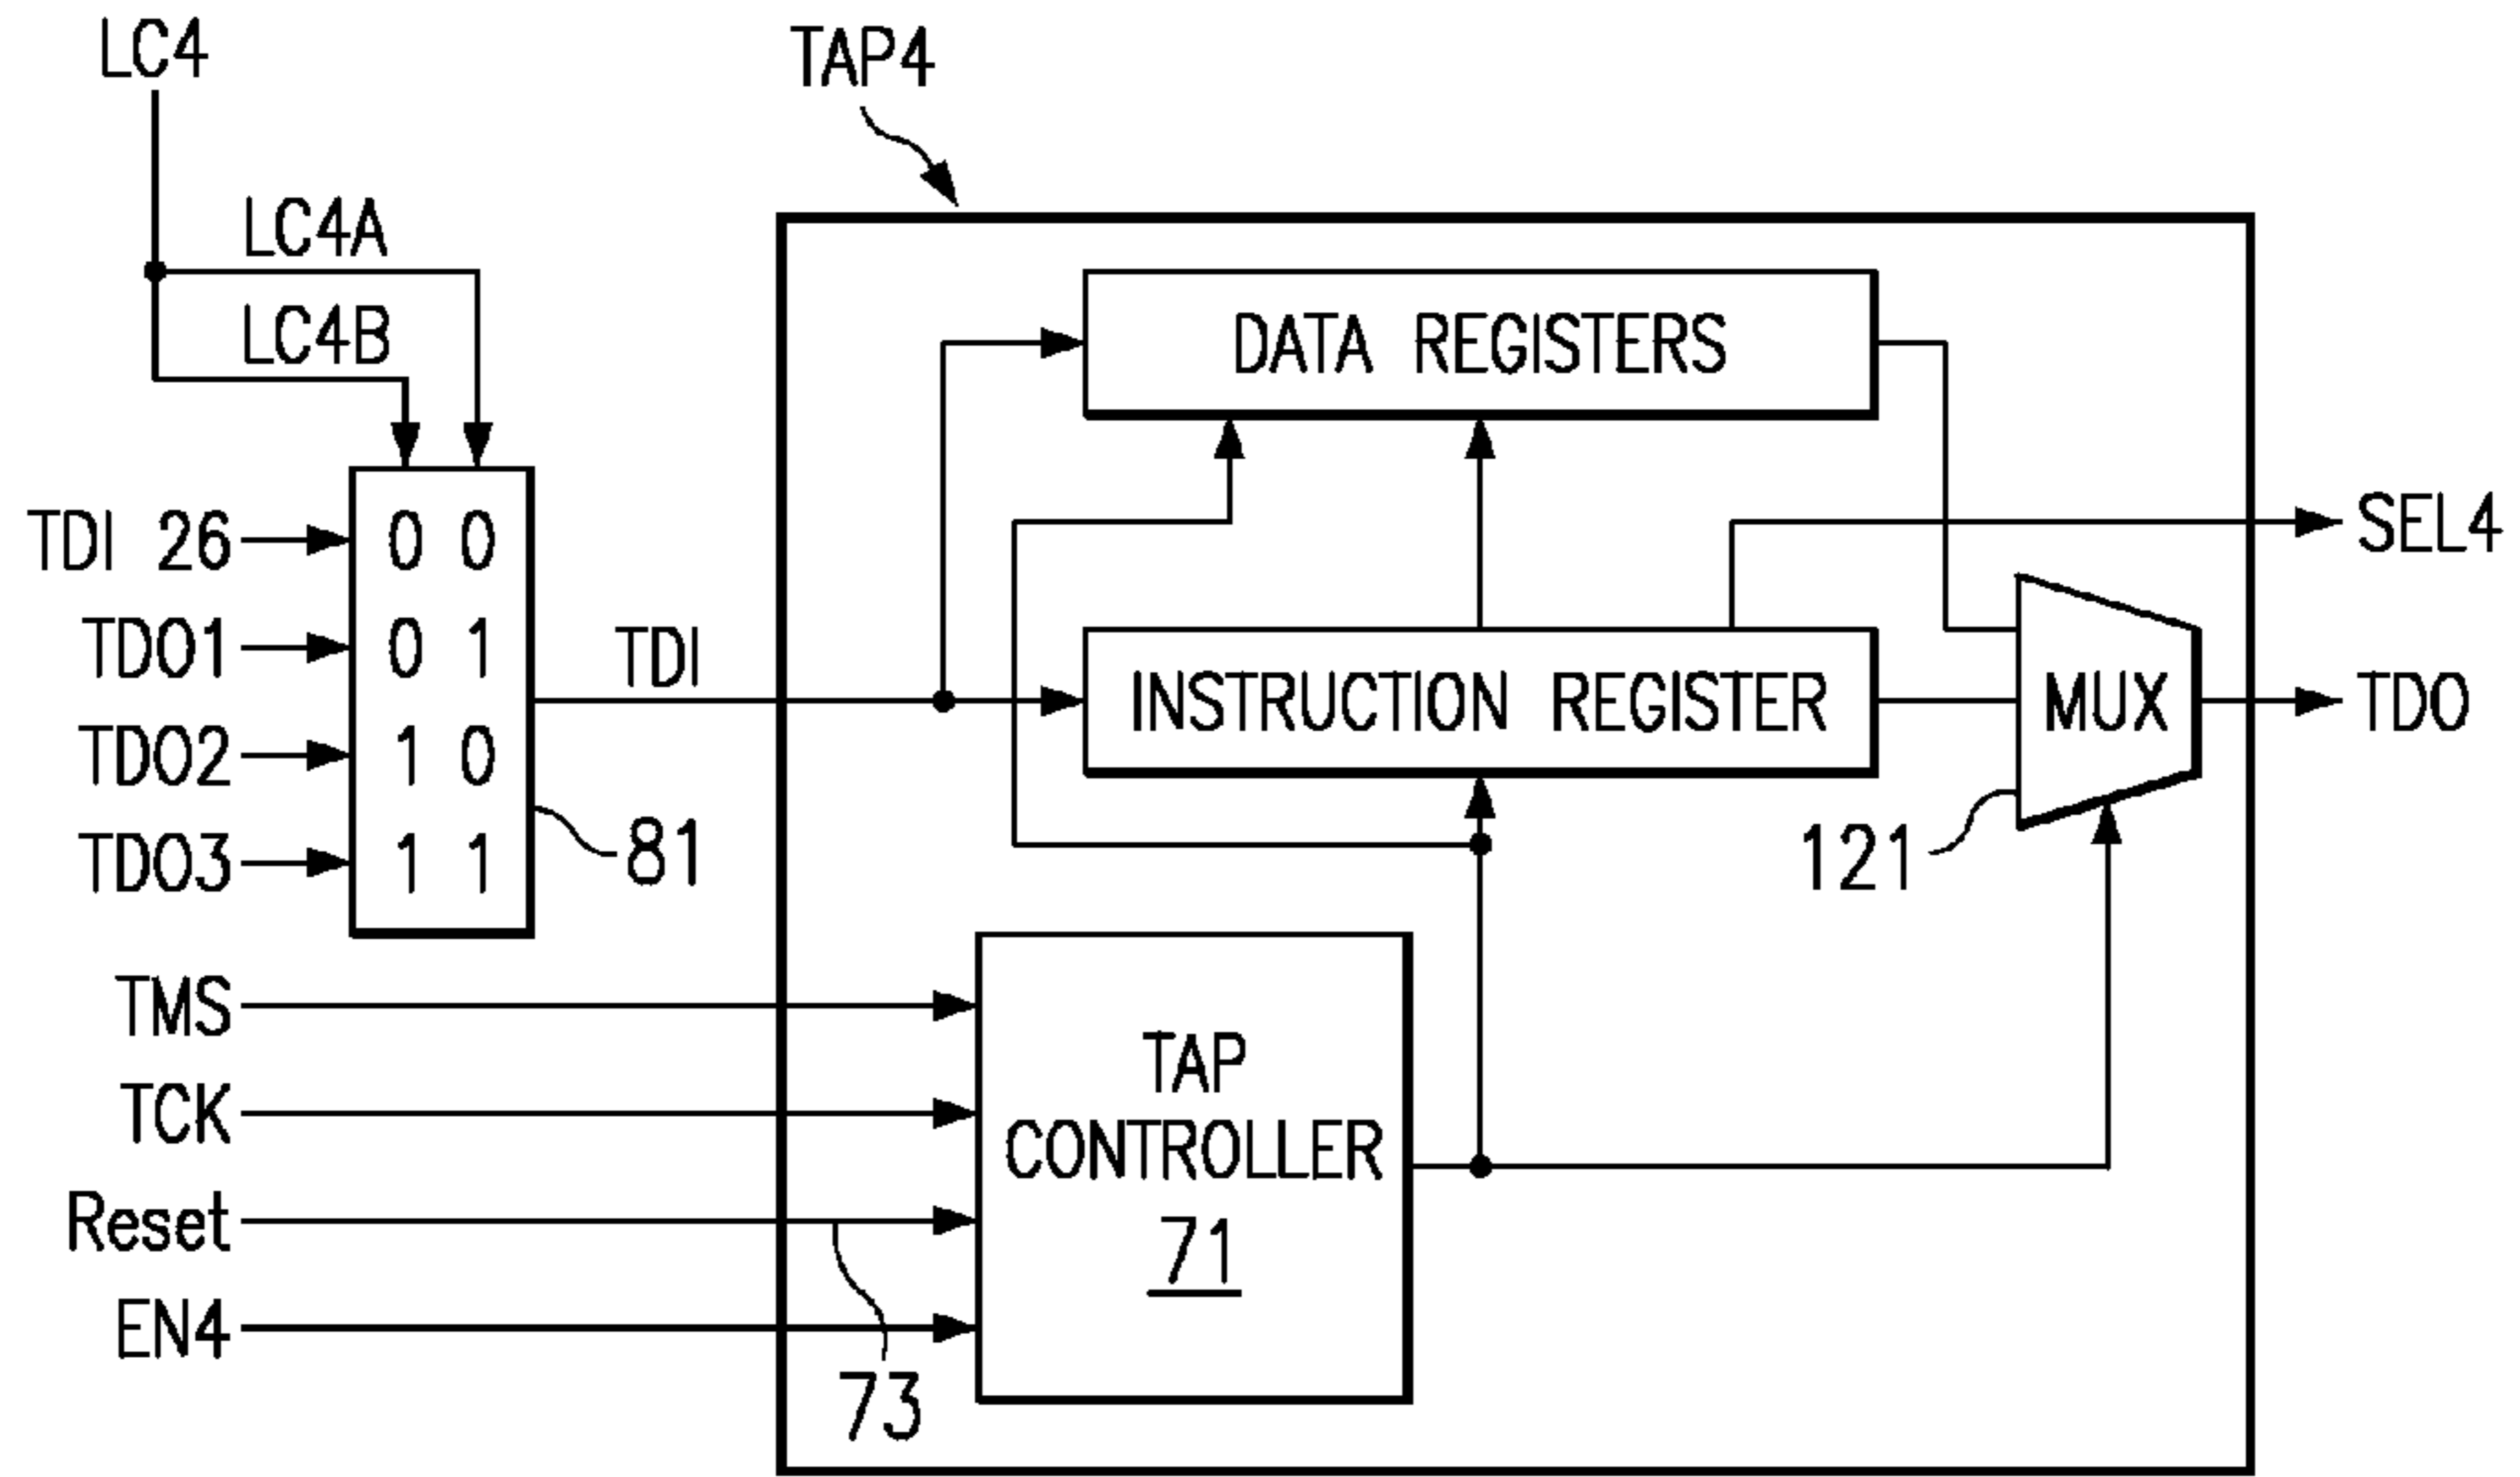 LC4
TAP4
LC4A
LC4B
DATA REGISTERS
TDI 26
0 0
SEL4
TDO1
0 1
TDI
INSTRUCTION REGISTER
MUX
TDO
TDO2
1 0
TDO3
1 1
81
121
TMS
TAP
CONTROLLER
71
TCK
Reset
EN4
73